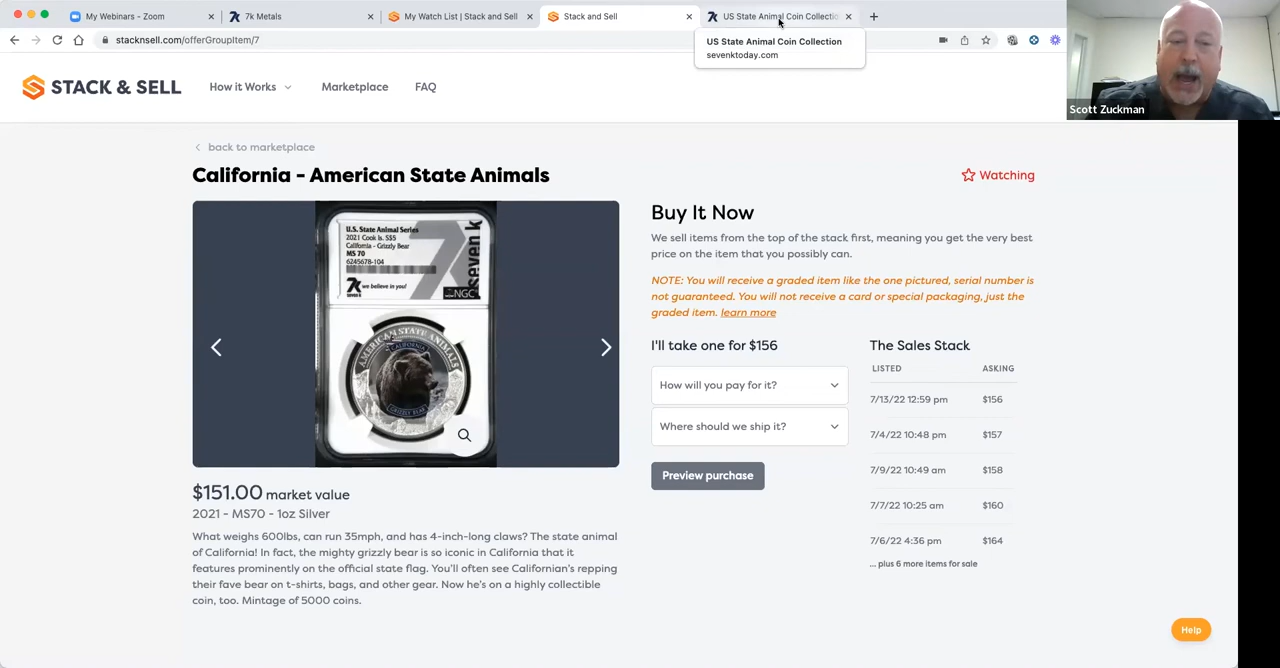 My Webinars - Zoom
7k Metals
My Watch List | Stack and Sell
Stack and Sell
US State Animal Coin Collectio
stacknsell.com/offerGroupItem/7
US State Animal Coin Collection
sevenktoday.com
Scott Zuckman
STACK & SELL
How it Works
Marketplace
FAQ
back to marketplace
California - American State Animals
Watching
U.S. State Animal Series
2021 Cook Is. S$5
California - Grizzly Bear
MS 70
6245678-104
7k we believe in you!
seven k
NGC
AMERICAN STATE ANIMALS
CALIFORNIA
GRIZZLY BEAR
$151.00 market value
2021 - MS70 - 1oz Silver
What weighs 600lbs, can run 35mph, and has 4-inch-long claws? The state animal
of California! In fact, the mighty grizzly bear is so iconic in California that it
features prominently on the official state flag. You'll often see Californian's repping
their fave bear on t-shirts, bags, and other gear. Now he's on a highly collectible
coin, too. Mintage of 5000 coins.
Buy It Now
We sell items from the top of the stack first, meaning you get the very best
price on the item that you possibly can.
NOTE: You will receive a graded item like the one pictured, serial number is
not guaranteed. You will not receive a card or special packaging, just the
graded item. learn more
I'll take one for $156
How will you pay for it?
Where should we ship it?
Preview purchase
The Sales Stack
LISTED ASKING
7/13/22 12:59 pm $156
7/4/22 10:48 pm $157
7/9/22 10:49 am $158
7/7/22 10:25 am $160
7/6/22 4:36 pm $164
... plus 6 more items for sale
Help